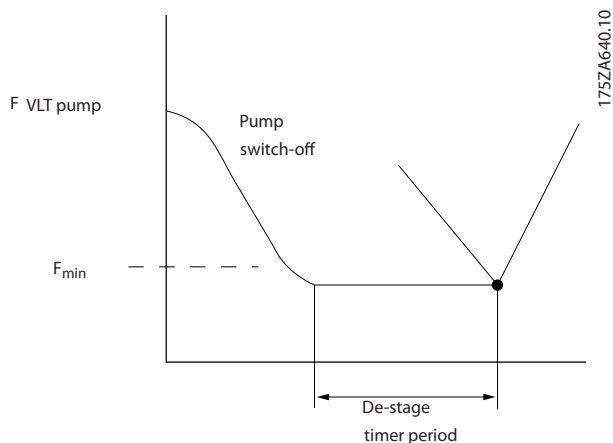 175ZA640.10
F VLT pump
Pump
switch-off
Fmin
De-stage
timer period